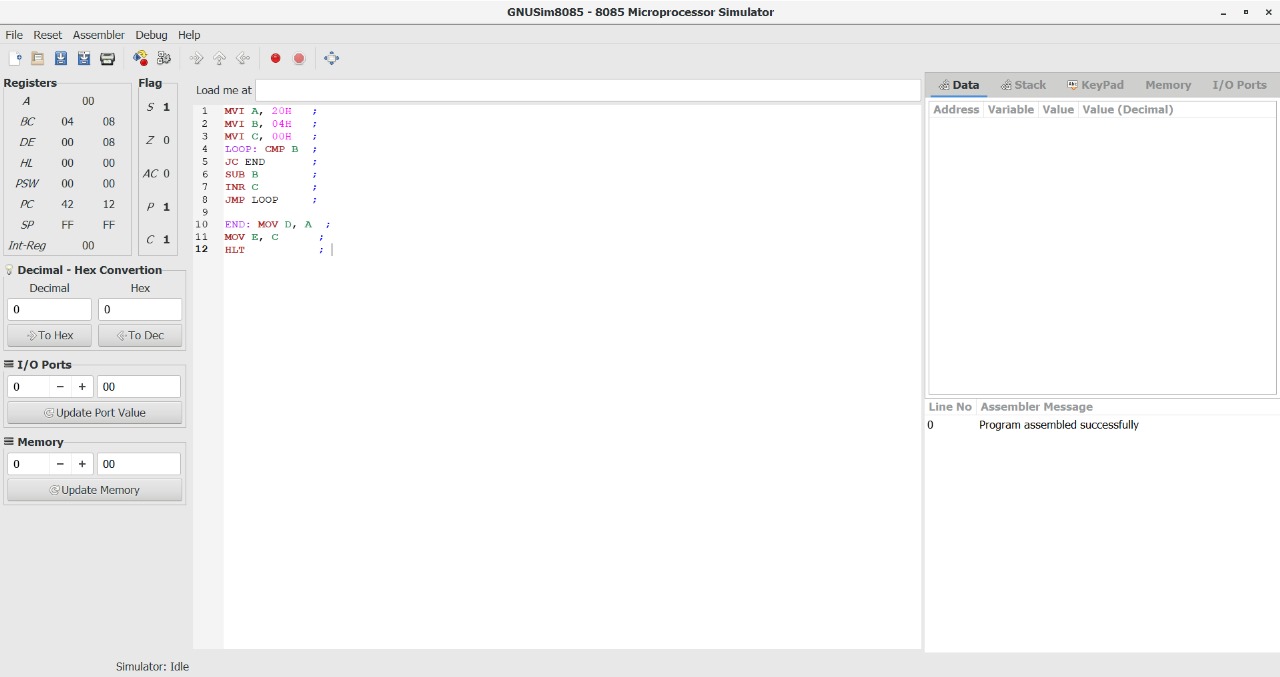 GNUSim8085 - 8085 Microprocessor Simulator
File Reset Assembler Debug Help
Registers
A 00
BC 04 08
DE 00 08
HL 00 00
PSW 00 00
PC 42 12
SP FF FF
Int-Reg 00
Flag
S 1
Z 0
AC 0
P 1
C 1
Decimal - Hex Convertion
Decimal Hex
0 0
To Hex To Dec
I/O Ports
0 − + 00
Update Port Value
Memory
0 − + 00
Update Memory
Load me at
1 MVI A, 20H ;
2 MVI B, 04H ;
3 MVI C, 00H ;
4 LOOP: CMP B ;
5 JC END ;
6 SUB B ;
7 INR C ;
8 JMP LOOP ;
9
10 END: MOV D, A ;
11 MOV E, C ;
12 HLT ;
Data Stack KeyPad Memory I/O Ports
Address Variable Value Value (Decimal)
Line No Assembler Message
0 Program assembled successfully
Simulator: Idle